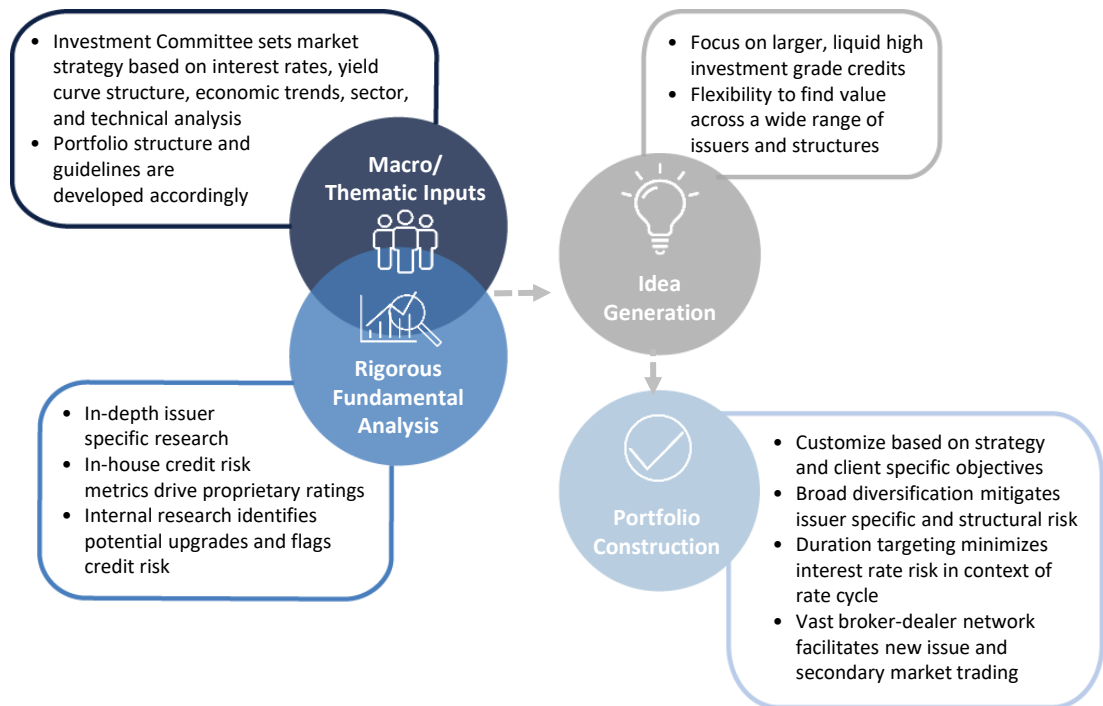 • Investment Committee sets market
strategy based on interest rates, yield
curve structure, economic trends, sector,
and technical analysis
• Portfolio structure and
guidelines are
developed accordingly
Macro/
Thematic Inputs
Rigorous
Fundamental
Analysis
• In-depth issuer
specific research
• In-house credit risk
metrics drive proprietary ratings
• Internal research identifies
potential upgrades and flags
credit risk
• Focus on larger, liquid high
investment grade credits
• Flexibility to find value
across a wide range of
issuers and structures
Idea
Generation
Portfolio
Construction
• Customize based on strategy
and client specific objectives
• Broad diversification mitigates
issuer specific and structural risk
• Duration targeting minimizes
interest rate risk in context of
rate cycle
• Vast broker-dealer network
facilitates new issue and
secondary market trading